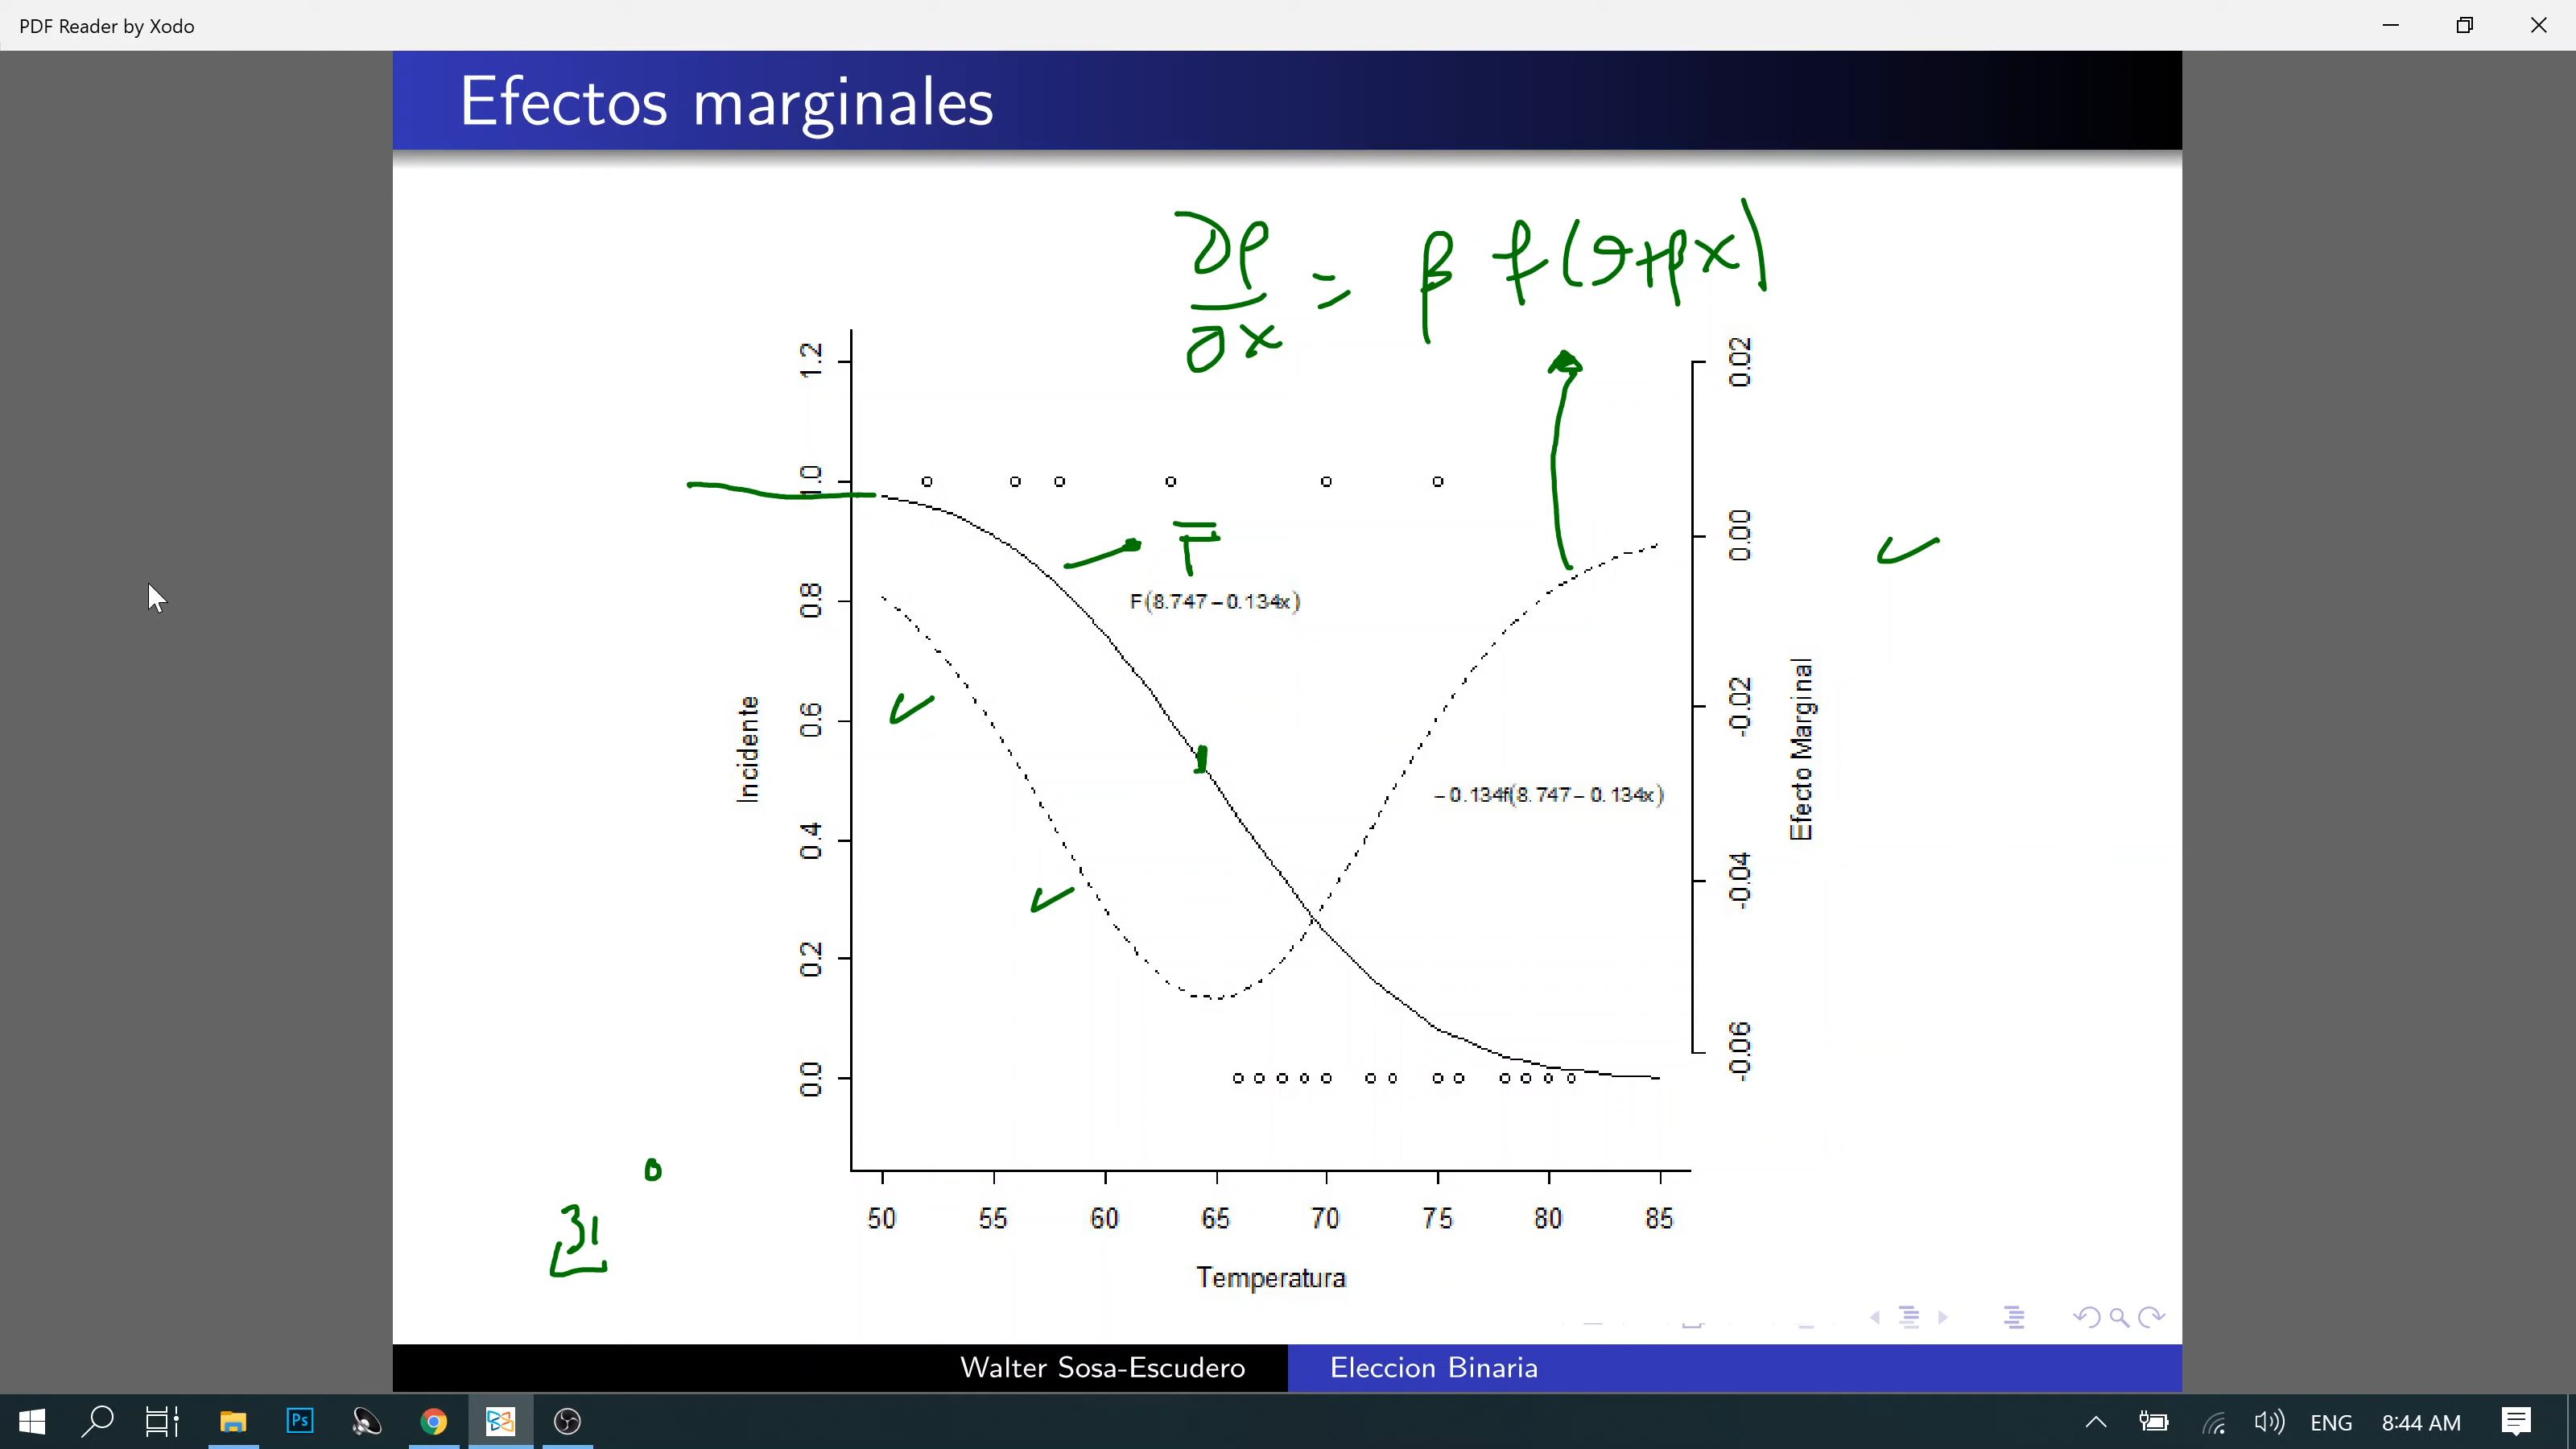 PDF Reader by Xodo
Efectos marginales
∂p/∂x = β f(α+βx)
1.2
1.0
0.8
0.6
0.4
0.2
0.0
Incidente
F
F(8.747−0.134x)
−0.134f(8.747−0.134x)
0.02
0.00
-0.02
-0.04
-0.06
Efecto Marginal
50 55 60 65 70 75 80 85
Temperatura
31
Walter Sosa-Escudero Eleccion Binaria
Ps
ENG 8:44 AM